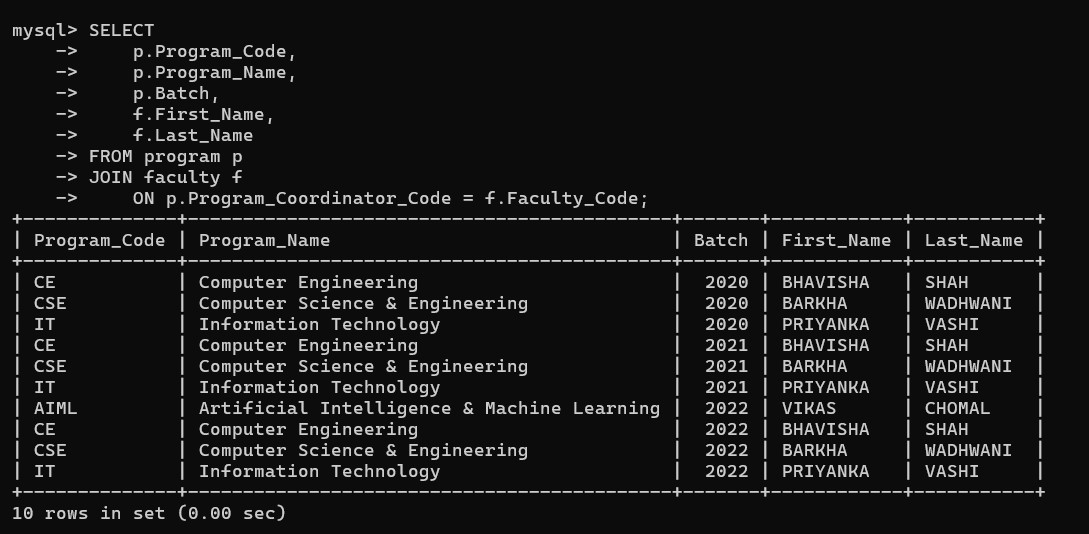 mysql> SELECT
    ->     p.Program_Code,
    ->     p.Program_Name,
    ->     p.Batch,
    ->     f.First_Name,
    ->     f.Last_Name
    -> FROM program p
    -> JOIN faculty f
    ->     ON p.Program_Coordinator_Code = f.Faculty_Code;
+--------------+--------------------------------------------+-------+------------+-----------+
| Program_Code | Program_Name                               | Batch | First_Name | Last_Name |
+--------------+--------------------------------------------+-------+------------+-----------+
| CE           | Computer Engineering                       |  2020 | BHAVISHA   | SHAH      |
| CSE          | Computer Science & Engineering             |  2020 | BARKHA     | WADHWANI  |
| IT           | Information Technology                     |  2020 | PRIYANKA   | VASHI     |
| CE           | Computer Engineering                       |  2021 | BHAVISHA   | SHAH      |
| CSE          | Computer Science & Engineering             |  2021 | BARKHA     | WADHWANI  |
| IT           | Information Technology                     |  2021 | PRIYANKA   | VASHI     |
| AIML         | Artificial Intelligence & Machine Learning |  2022 | VIKAS      | CHOMAL    |
| CE           | Computer Engineering                       |  2022 | BHAVISHA   | SHAH      |
| CSE          | Computer Science & Engineering             |  2022 | BARKHA     | WADHWANI  |
| IT           | Information Technology                     |  2022 | PRIYANKA   | VASHI     |
+--------------+--------------------------------------------+-------+------------+-----------+
10 rows in set (0.00 sec)